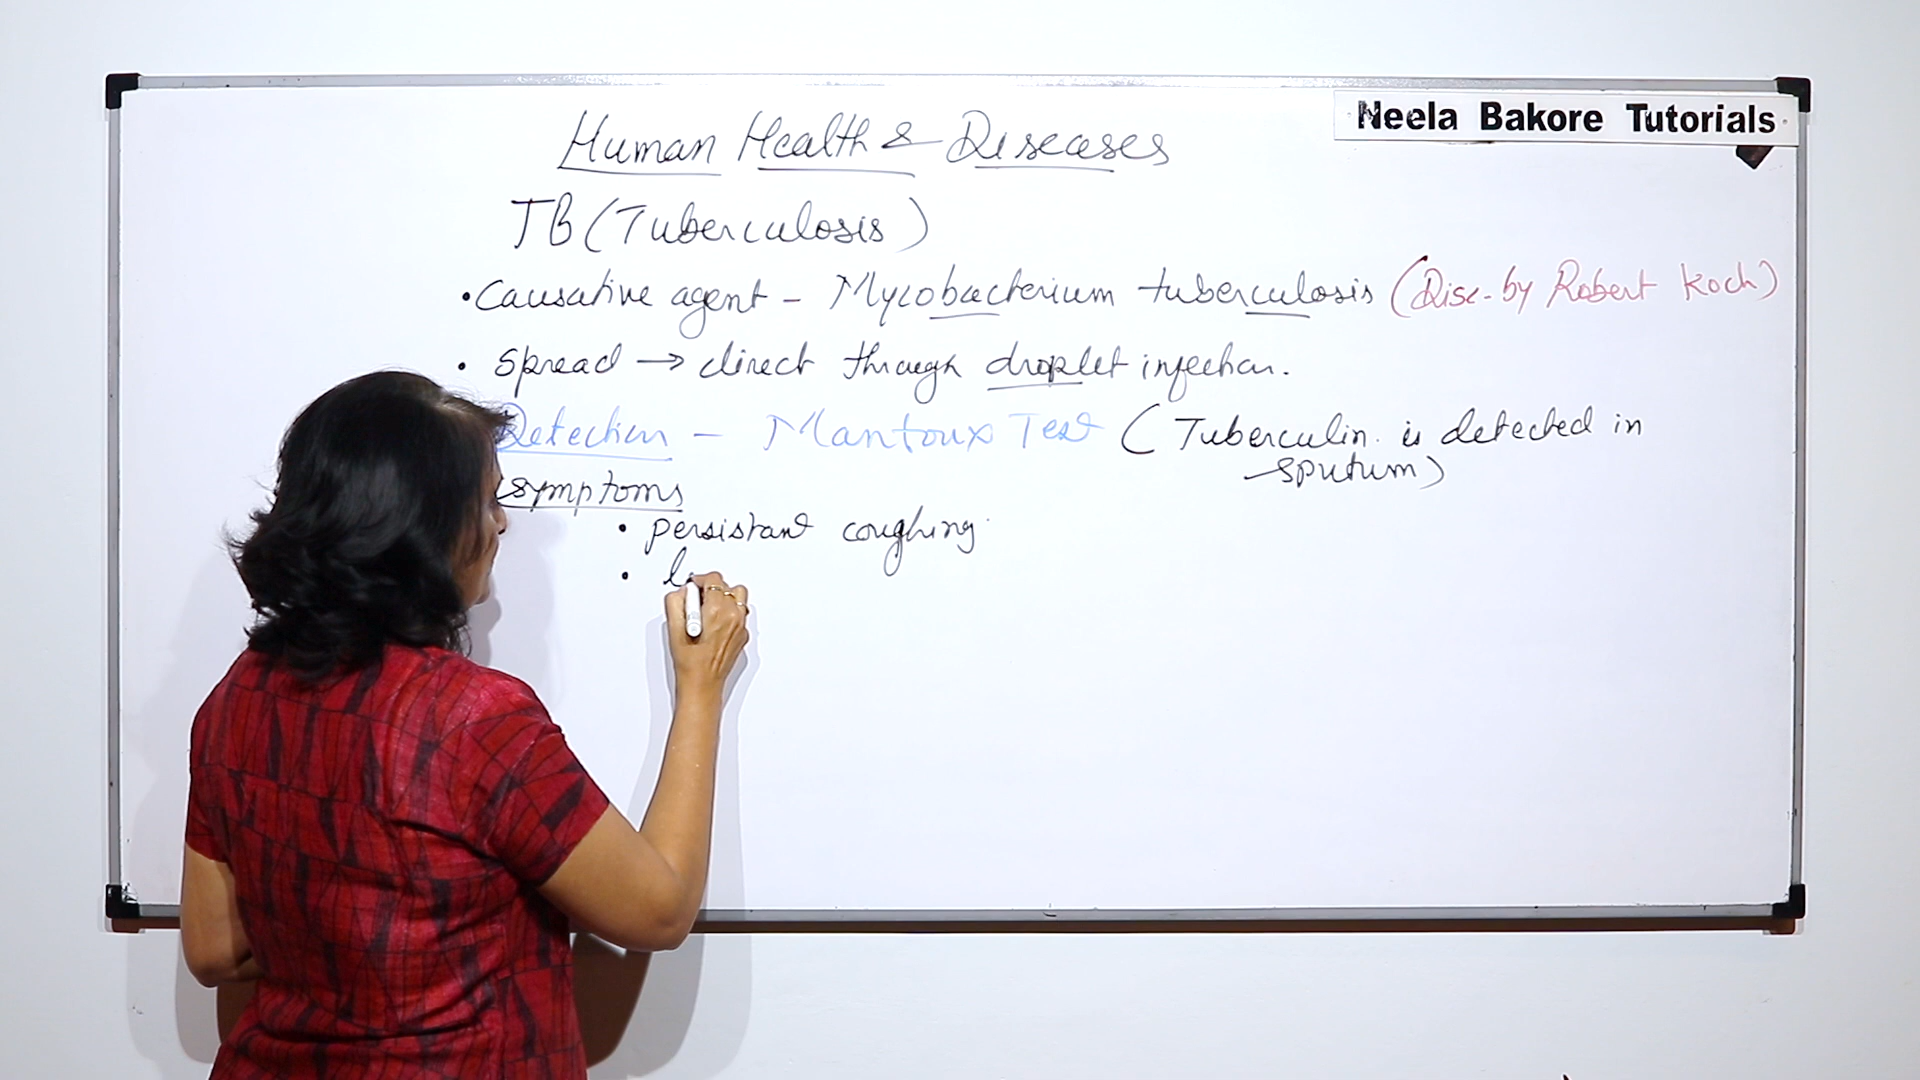 Neela Bakore Tutorials
Human Health & Diseases
TB (Tuberculosis)
• Causative agent - Mycobacterium tuberculosis (Disc. by Robert Koch)
• Spread → direct through droplet infection.
Detection - Mantoux Test (Tuberculin is detected in
sputum)
Symptoms
• persistant coughing
•